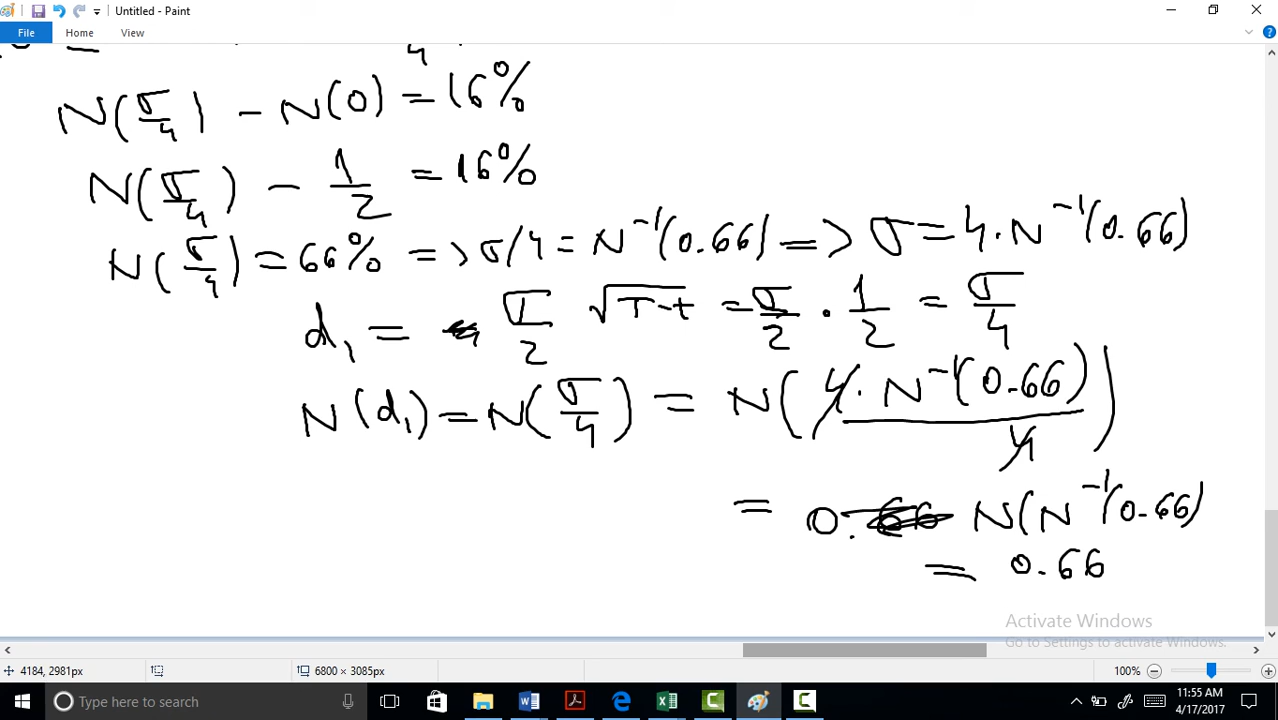 Untitled - Paint
File Home View
4
N(σ/4) - N(0) = 16%
N(σ/4) - 1/2 = 16%
N(σ/4) = 66% => σ/4 = N⁻¹(0.66) => σ = 4·N⁻¹(0.66)
d₁ = σ/2 √T-t = σ/2 · 1/2 = σ/4
N(d₁) = N(σ/4) = N(4·N⁻¹(0.66)/4)
= N(N⁻¹(0.66)
= 0.66
Activate Windows
Go to Settings to activate Windows.
4184, 2981px 6800 × 3085px 100%
Type here to search
11:55 AM
4/17/2017